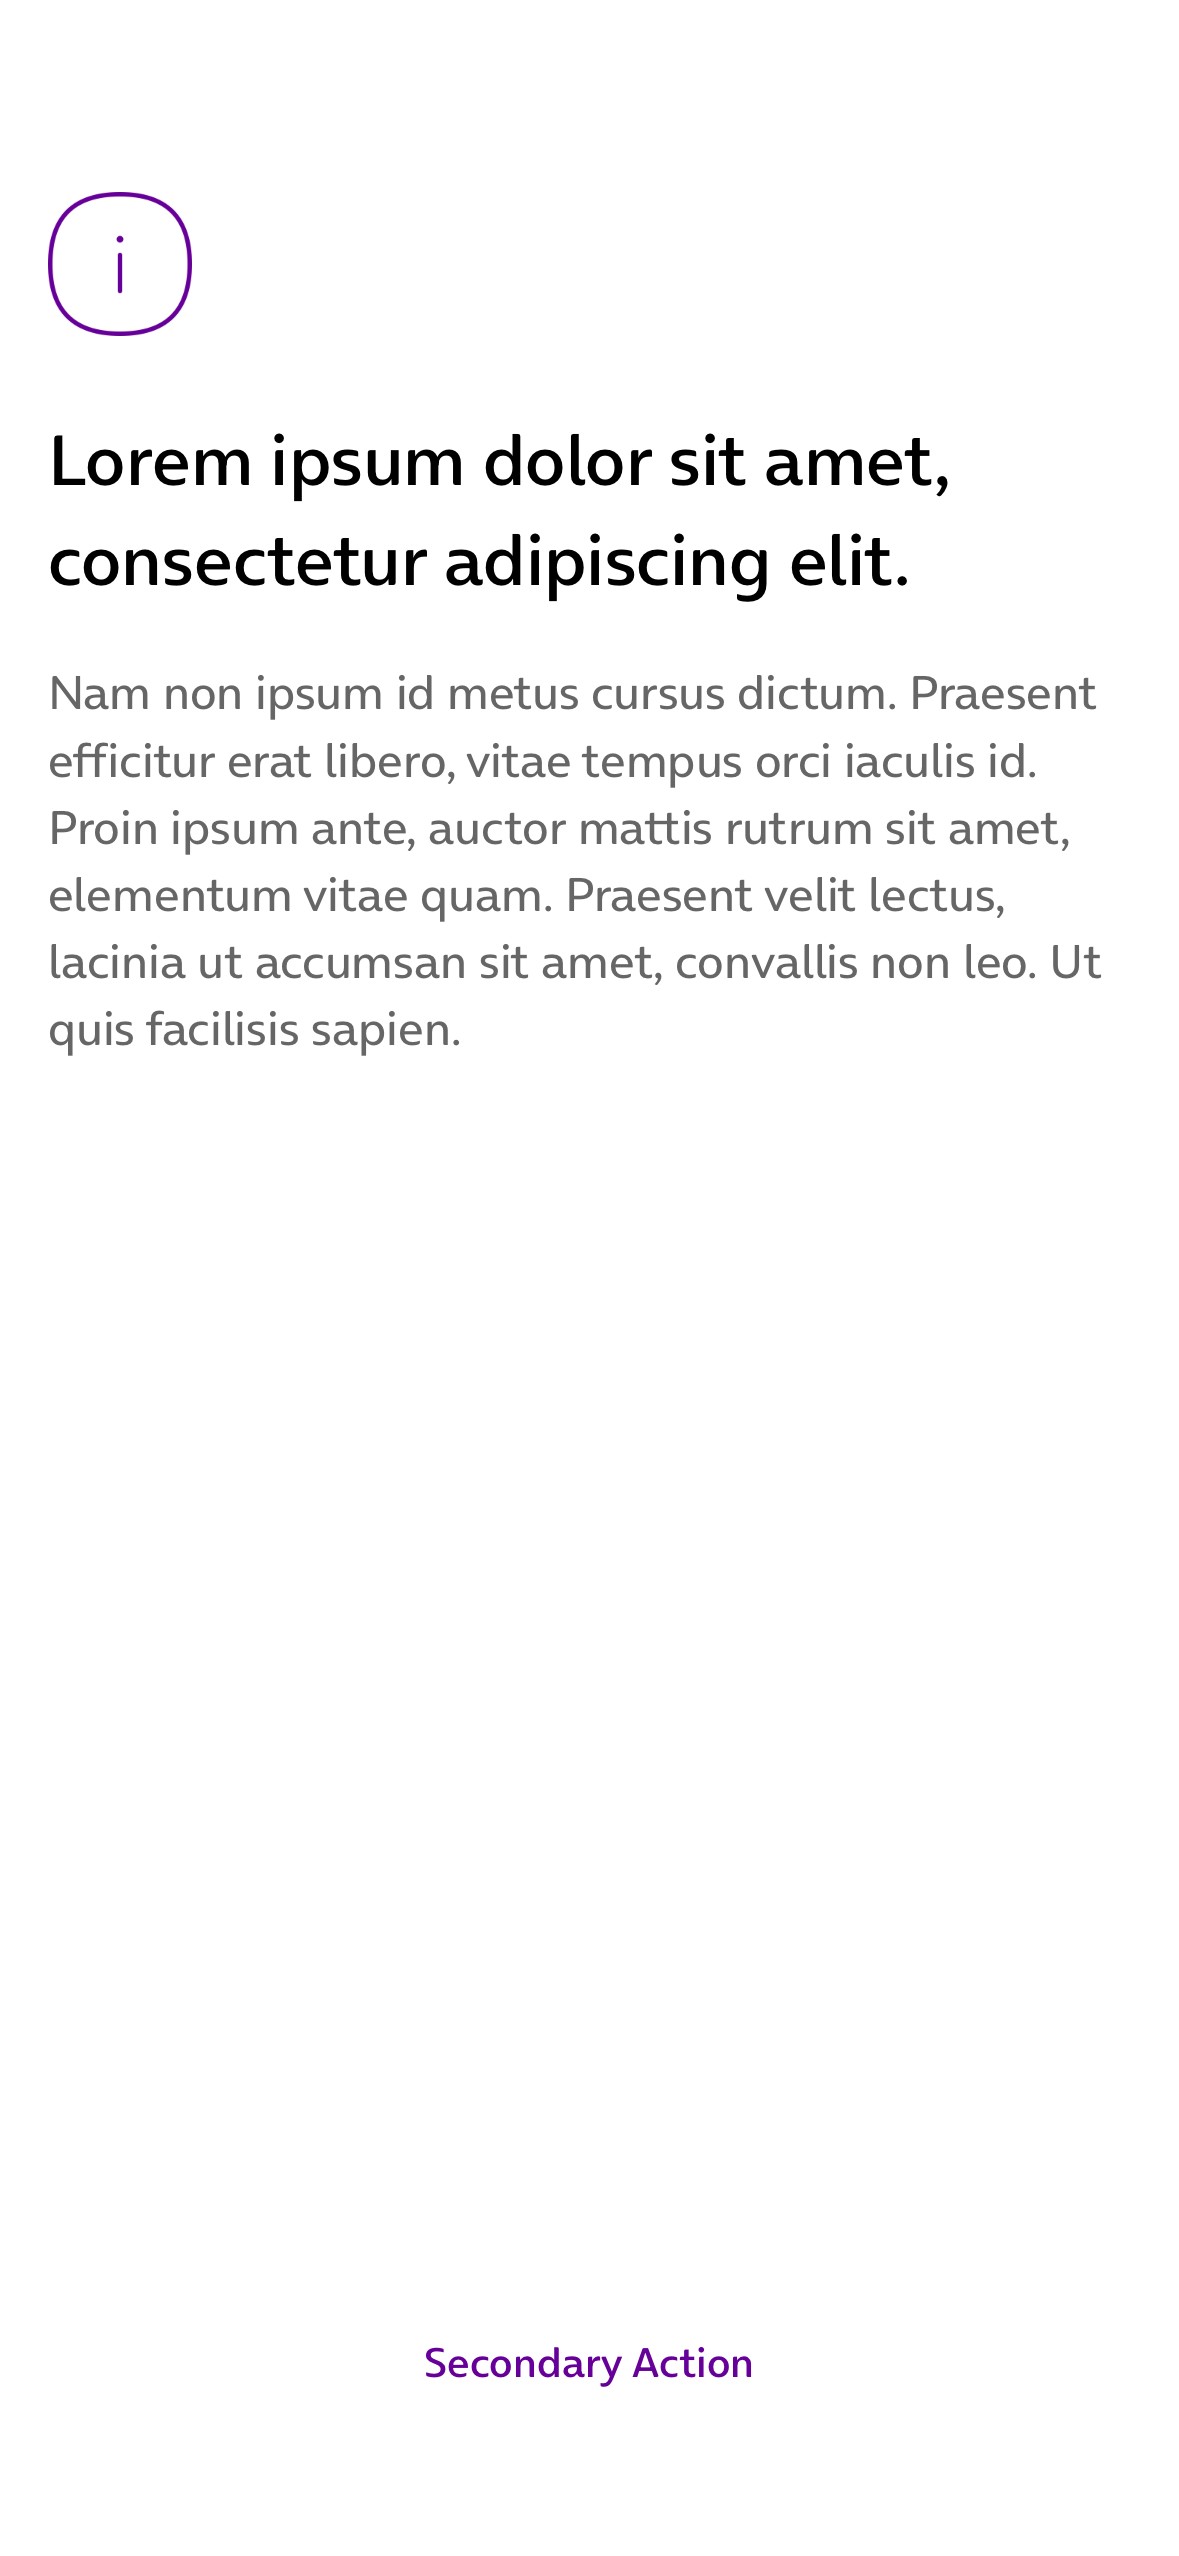 Lorem ipsum dolor sit amet,
consectetur adipiscing elit.
Nam non ipsum id metus cursus dictum. Praesent
efficitur erat libero, vitae tempus orci iaculis id.
Proin ipsum ante, auctor mattis rutrum sit amet,
elementum vitae quam. Praesent velit lectus,
lacinia ut accumsan sit amet, convallis non leo. Ut
quis facilisis sapien.
Secondary Action